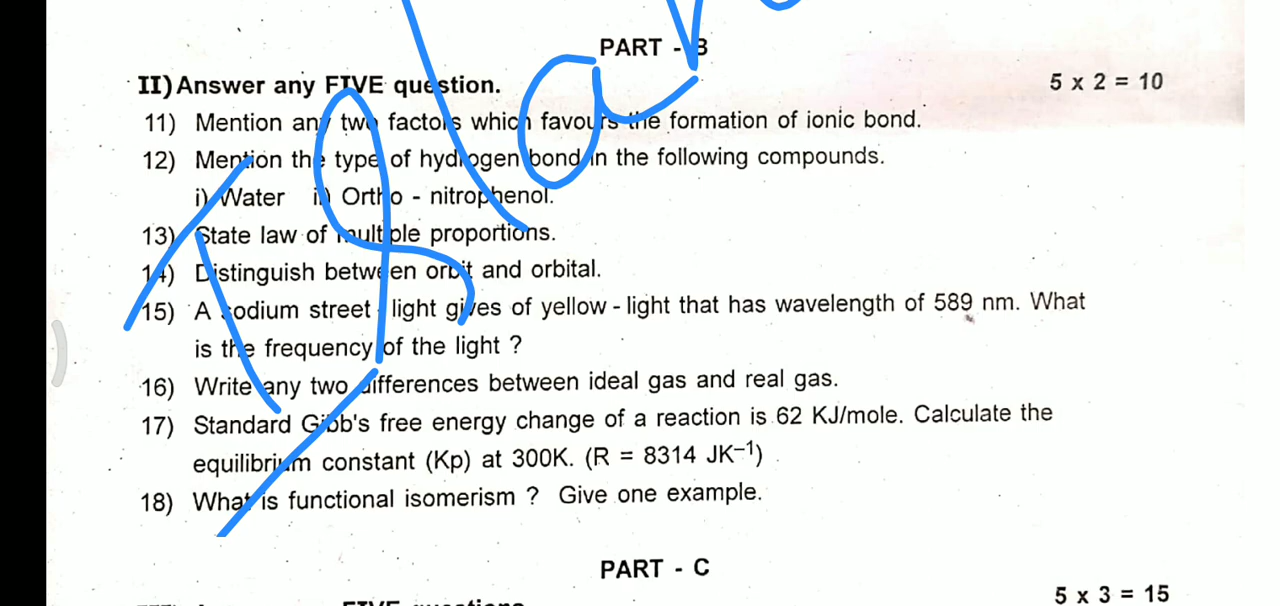 PART - B
II) Answer any FIVE question. 5 x 2 = 10
11) Mention any two factors which favours the formation of ionic bond.
12) Mention the type of hydrogen bond in the following compounds.
i) Water ii) Ortho - nitrophenol.
13) State law of multiple proportions.
14) Distinguish between orbit and orbital.
15) A sodium street - light gives of yellow - light that has wavelength of 589 nm. What
is the frequency of the light ?
16) Write any two differences between ideal gas and real gas.
17) Standard Gibb's free energy change of a reaction is 62 KJ/mole. Calculate the
equilibrium constant (Kp) at 300K. (R = 8314 JK⁻¹)
18) What is functional isomerism ? Give one example.
PART - C
5 x 3 = 15
FIVE questions